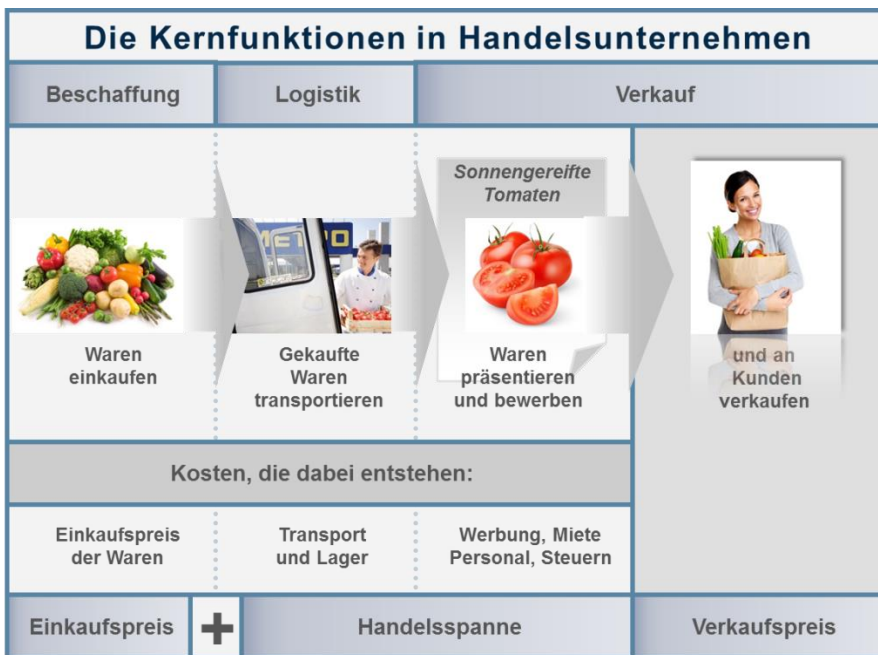 Die Kernfunktionen in Handelsunternehmen
Beschaffung
Logistik
Verkauf
Sonnengereifte
Tomaten
METRO
Waren
einkaufen
Gekaufte
Waren
transportieren
Waren
präsentieren
und bewerben
und an
Kunden
verkaufen
Kosten, die dabei entstehen:
Einkaufspreis
der Waren
Transport
und Lager
Werbung, Miete
Personal, Steuern
Einkaufspreis
+
Handelsspanne
Verkaufspreis